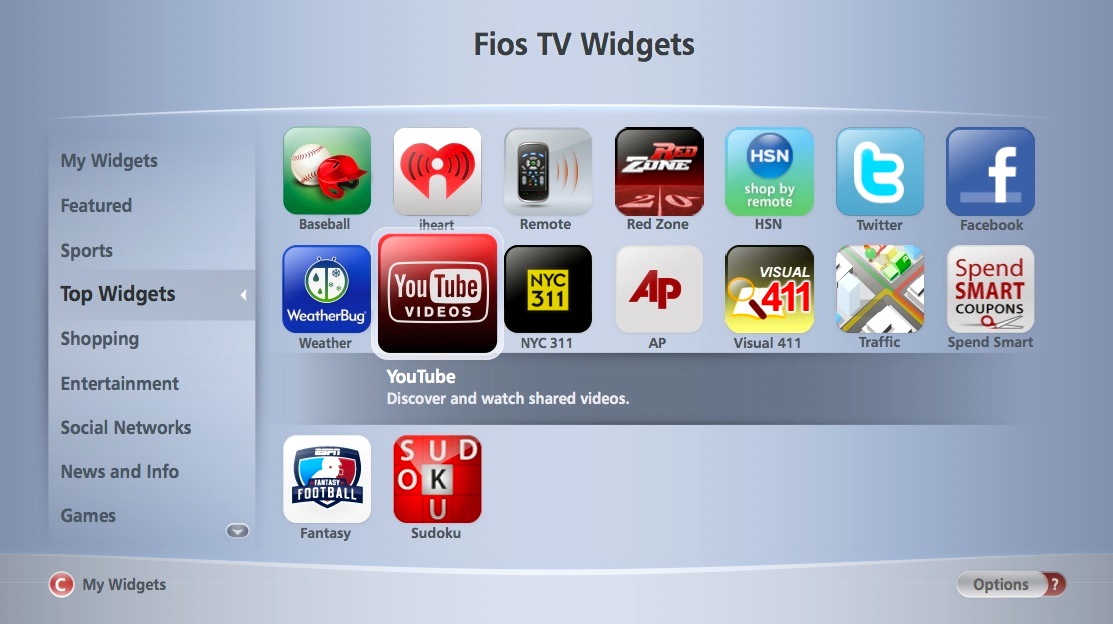 Fios TV Widgets
My Widgets
Featured
Sports
Top Widgets
Shopping
Entertainment
Social Networks
News and Info
Games
RED
ZONE
20
HSN
shop by
remote
t
f
Baseball
iheart
Remote
Red Zone
HSN
Twitter
Facebook
WeatherBug
YouTube
VIDEOS
NYC
311
AP
VISUAL
411
Spend
SMART
COUPONS
Weather
NYC 311
AP
Visual 411
Traffic
Spend Smart
YouTube
Discover and watch shared videos.
ESPN
FANTASY
FOOTBALL
SUD
OK
U
Fantasy
Sudoku
C My Widgets
Options ?